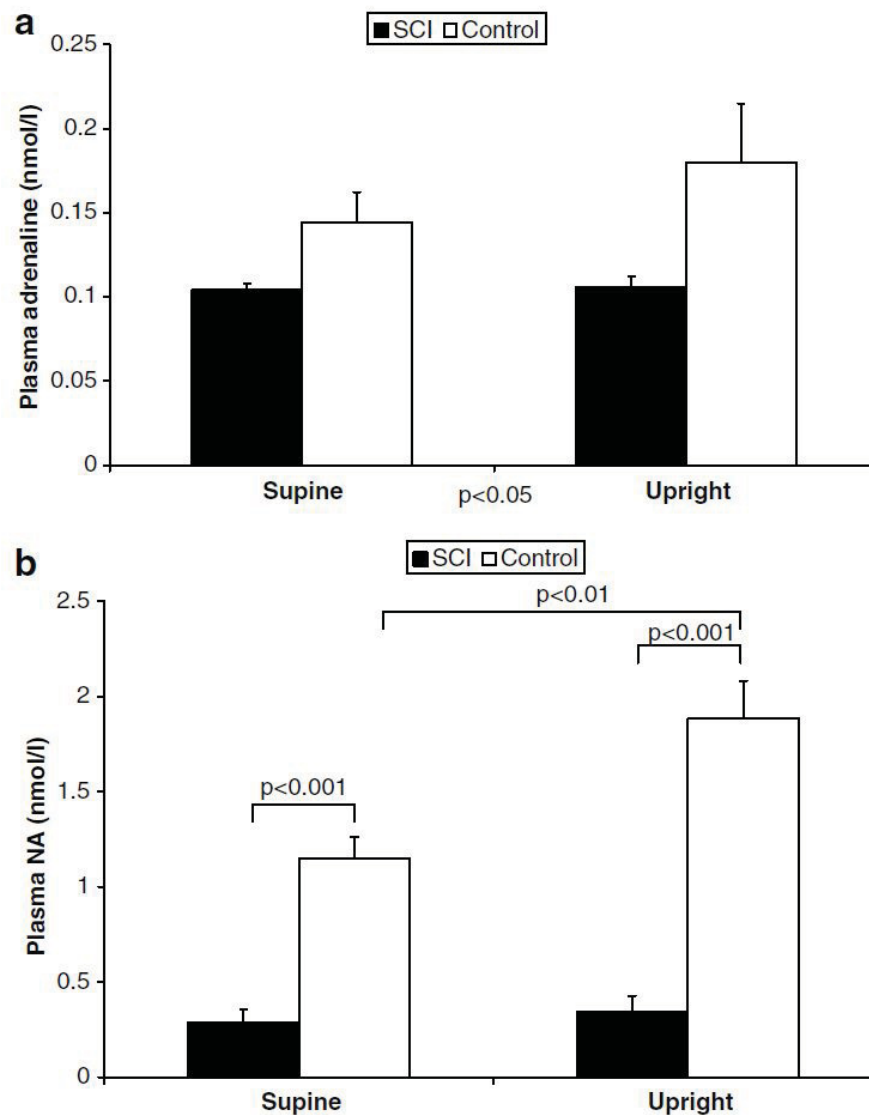 a
SCI Control
Plasma adrenaline (nmol/l)
0.25
0.2
0.15
0.1
0.05
0
Supine
p<0.05
Upright
b
SCI Control
Plasma NA (nmol/l)
2.5
2
1.5
1
0.5
0
p<0.01
p<0.001
p<0.001
Supine
Upright